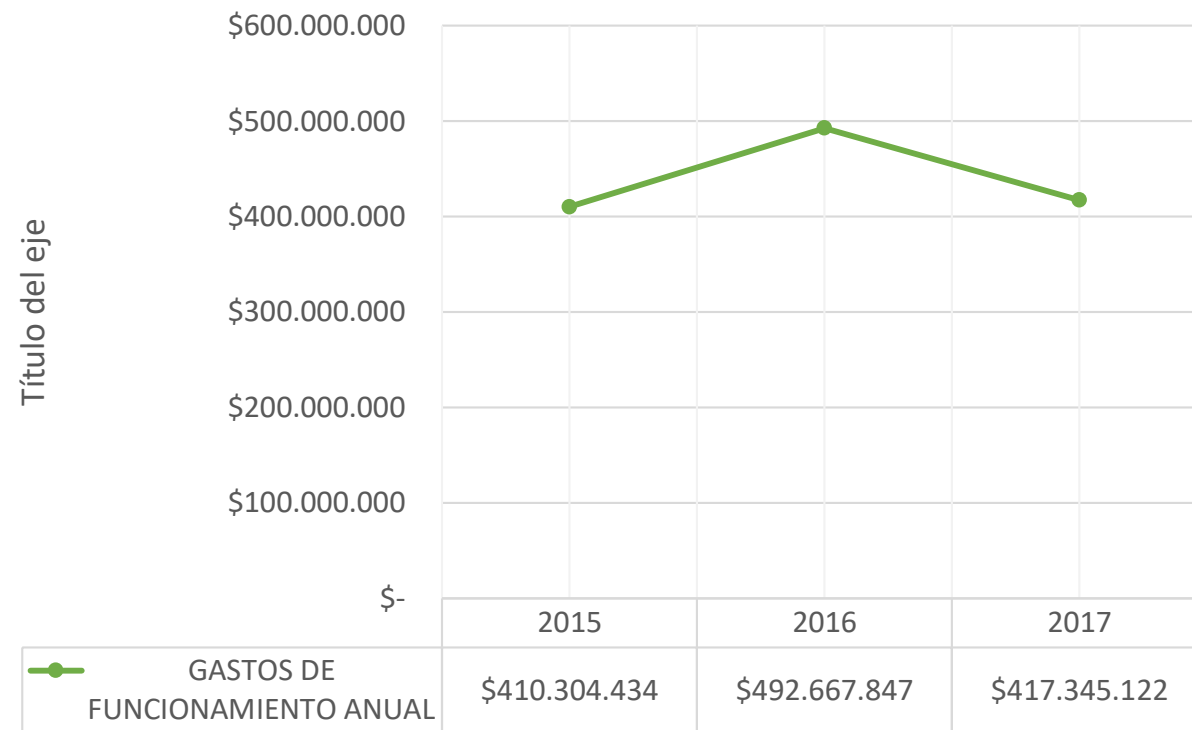 $600.000.000
$500.000.000
$400.000.000
$300.000.000
$200.000.000
$100.000.000
$-
Título del eje
2015 2016 2017
GASTOS DE
FUNCIONAMIENTO ANUAL
$410.304.434 $492.667.847 $417.345.122